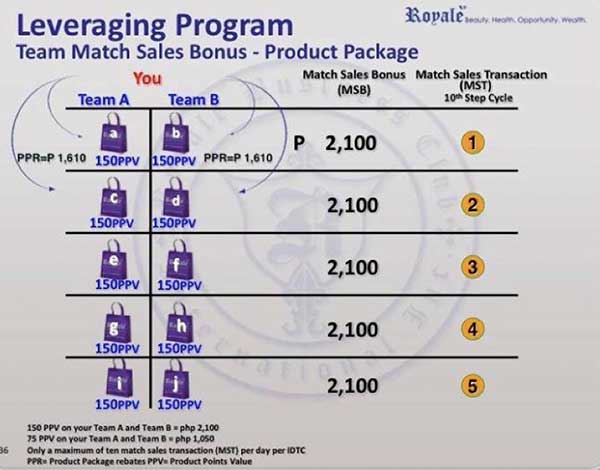 Leveraging Program
Royale Beauty. Health. Opportunity. Wealth.
Team Match Sales Bonus - Product Package
You
Match Sales Bonus Match Sales Transaction
(MSB) (MST)
Team A Team B
10th Step Cycle
a b
PPR=P 1,610 150PPV 150PPV PPR=P 1,610
P 2,100 1
c d
150PPV 150PPV
2,100 2
e f
150PPV 150PPV
2,100 3
g h
150PPV 150PPV
2,100 4
i j
150PPV 150PPV
2,100 5
150 PPV on your Team A and Team B = php 2,100
75 PPV on your Team A and Team B = php 1,050
36 Only a maximum of ten match sales transaction (MST) per day per IDTC
PPR= Product Package rebates PPV= Product Points Value